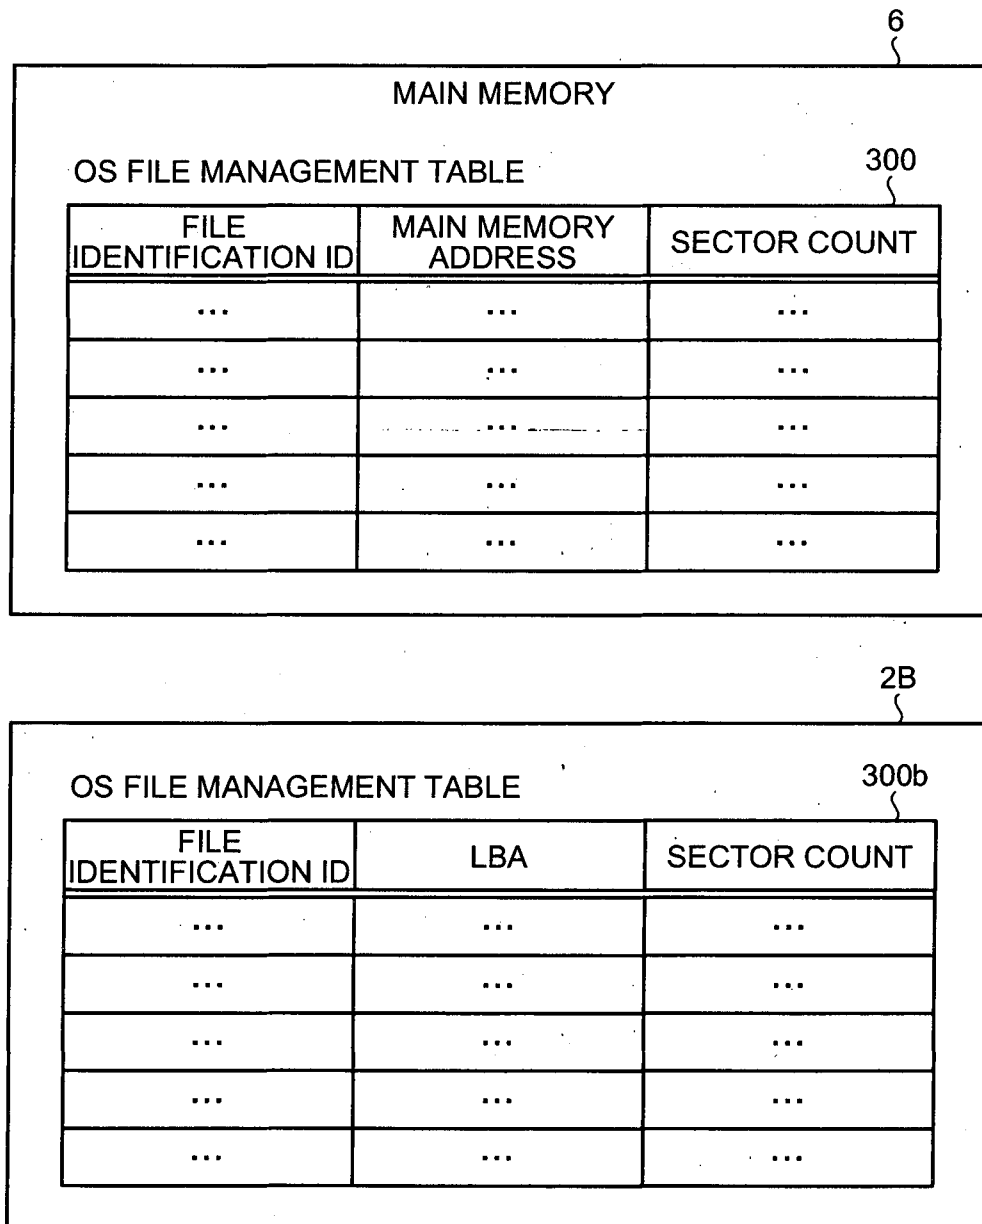 6
MAIN MEMORY
OS FILE MANAGEMENT TABLE
300
FILE IDENTIFICATION ID MAIN MEMORY ADDRESS SECTOR COUNT
... ... ...
... ... ...
... ... ...
... ... ...
... ... ...
2B
OS FILE MANAGEMENT TABLE
300b
FILE IDENTIFICATION ID LBA SECTOR COUNT
... ... ...
... ... ...
... ... ...
... ... ...
... ... ...